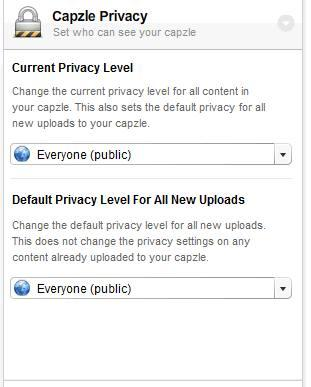 Capzle Privacy
Set who can see your capzle
Current Privacy Level
Change the current privacy level for all content in
your capzle. This also sets the default privacy for all
new uploads to your capzle.
Everyone (public)
Default Privacy Level For All New Uploads
Change the default privacy level for all new uploads.
This does not change the privacy settings on any
content already uploaded to your capzle.
Everyone (public)